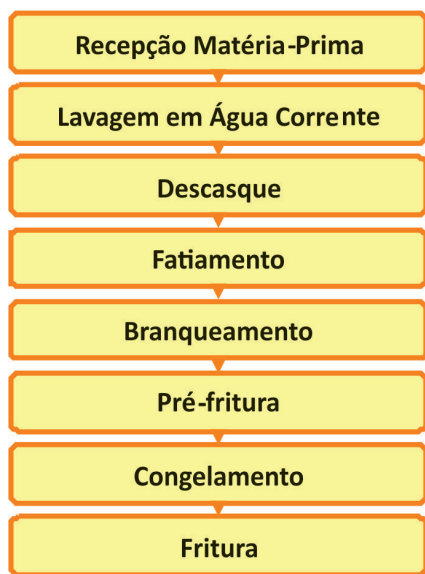 Recepção Matéria-Prima
Lavagem em Água Corrente
Descasque
Fatiamento
Branqueamento
Pré-fritura
Congelamento
Fritura